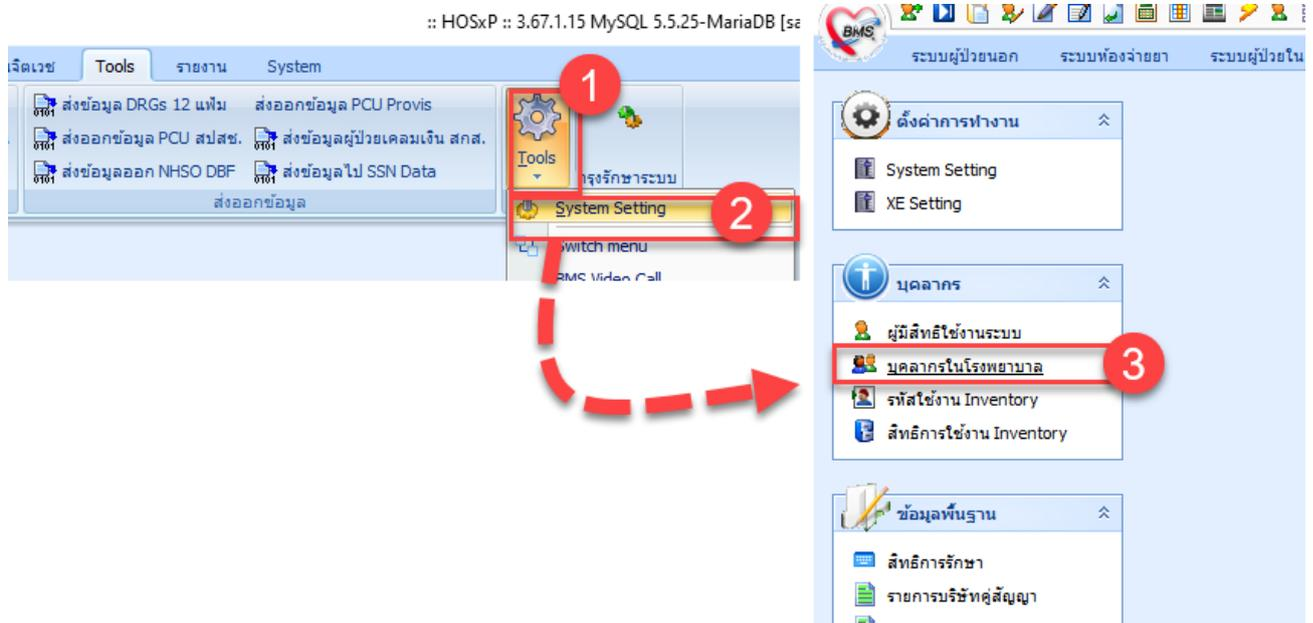 :: HOSxP :: 3.67.1.15 MySQL 5.5.25-MariaDB [sa
นจิตเวช Tools รายงาน System
ส่งข้อมูล DRGs 12 แฟ้ม ส่งออกข้อมูล PCU Provis
ส่งออกข้อมูล PCU สปสช. ส่งข้อมูลผู้ป่วยเคลมเงิน สกส.
ส่งข้อมูลออก NHSO DBF ส่งข้อมูลไป SSN Data
ส่งออกข้อมูล
1
Tools
ารุงรักษาระบบ
System Setting
2
Switch menu
BMS Video Call
BMS
ระบบผู้ป่วยนอก ระบบห้องจ่ายยา ระบบผู้ป่วยใน
ตั้งค่าการทำงาน
System Setting
XE Setting
บุคลากร
ผู้มีสิทธิใช้งานระบบ
บุคลากรในโรงพยาบาล
3
รหัสใช้งาน Inventory
สิทธิการใช้งาน Inventory
ข้อมูลพื้นฐาน
สิทธิการรักษา
รายการบริษัทคู่สัญญา